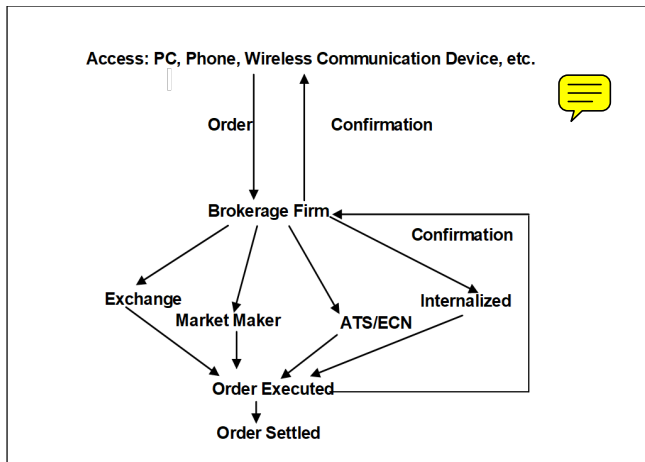 Access: PC, Phone, Wireless Communication Device, etc.
Order
Confirmation
Brokerage Firm
Confirmation
Exchange
Market Maker
ATS/ECN
Internalized
Order Executed
Order Settled